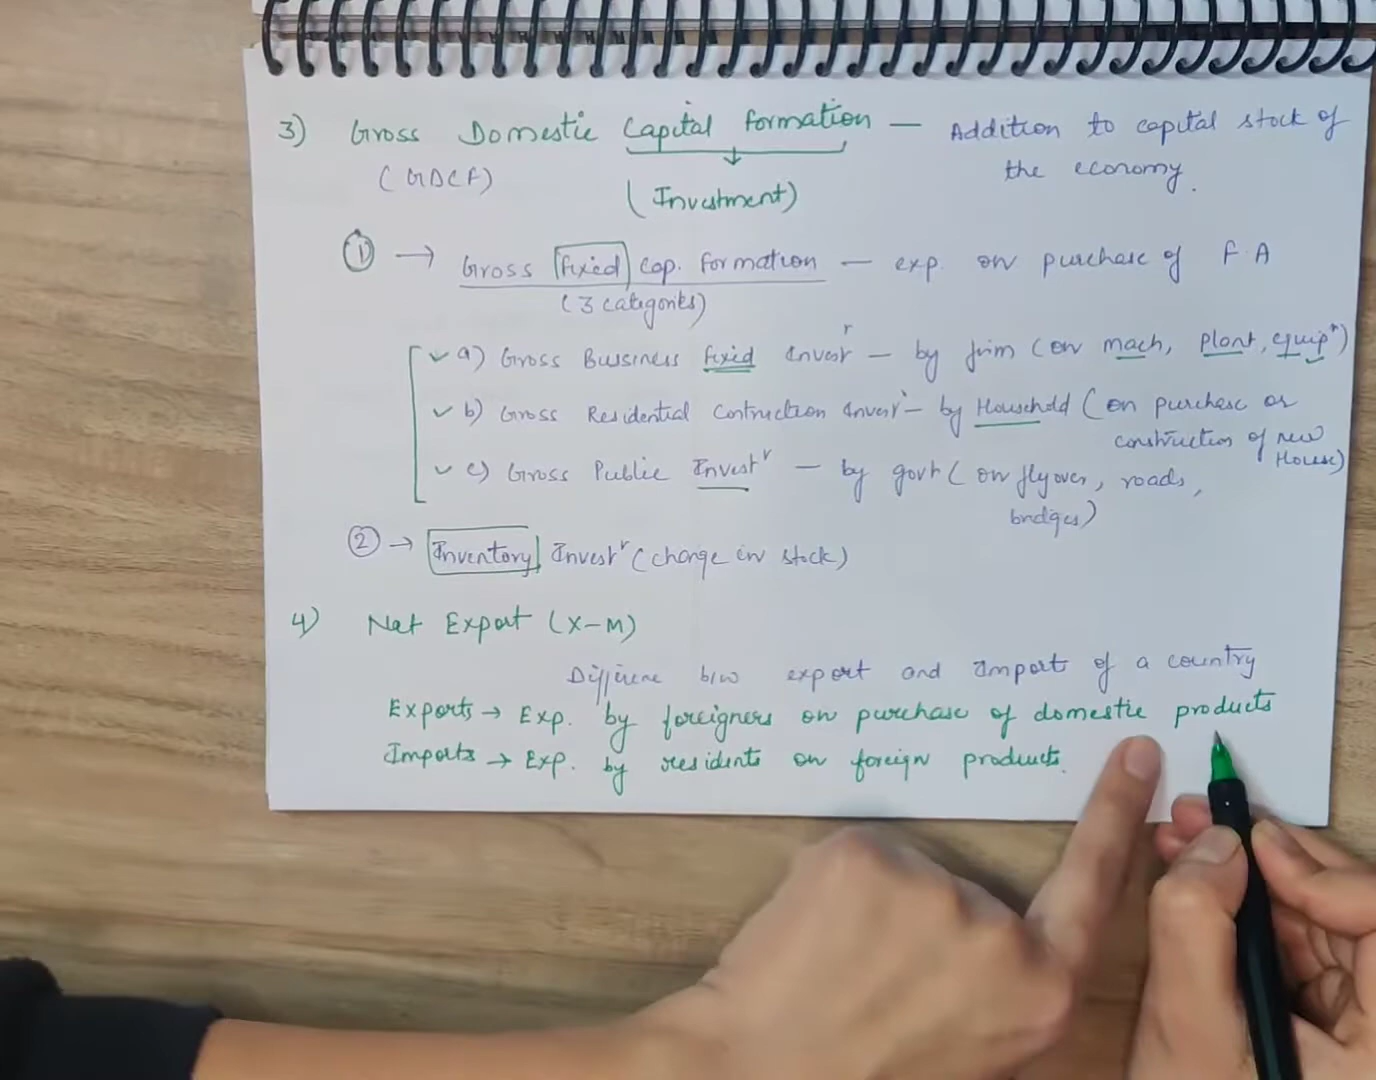 3) Gross Domestic Capital formation — Addition to capital stock of
(GDCF) the economy.
(Investment)
① → Gross fixed cap. formation — exp. on purchase of F.A
(3 categories)
✓ a) Gross Bussiness fixed Investʳ — by firm (on mach, plant, equipʳ)
✓ b) Gross Residential Contruction Investʳ - by Household (on purchase or
construction of new House)
✓ c) Gross Public Investʳ — by govt (on flyover, roads,
bridges)
② → Inventory Investʳ (change in stock)
4) Net Export (X-M)
b/w export and Import of a country
Exports → Exp. by foreigners on purchase of domestic products
Imports → Exp. by residents on foreign products.